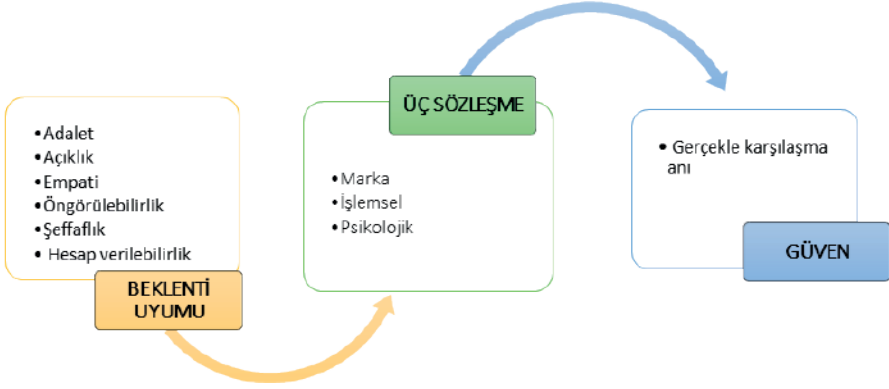 •Adalet
•Açıklık
•Empati
•Öngörülebilirlik
•Şeffaflık
• Hesap verilebilirlik
BEKLENTİ
UYUMU
ÜÇ SÖZLEŞME
•Marka
•İşlemsel
•Psikolojik
• Gerçekle karşılaşma
anı
GÜVEN